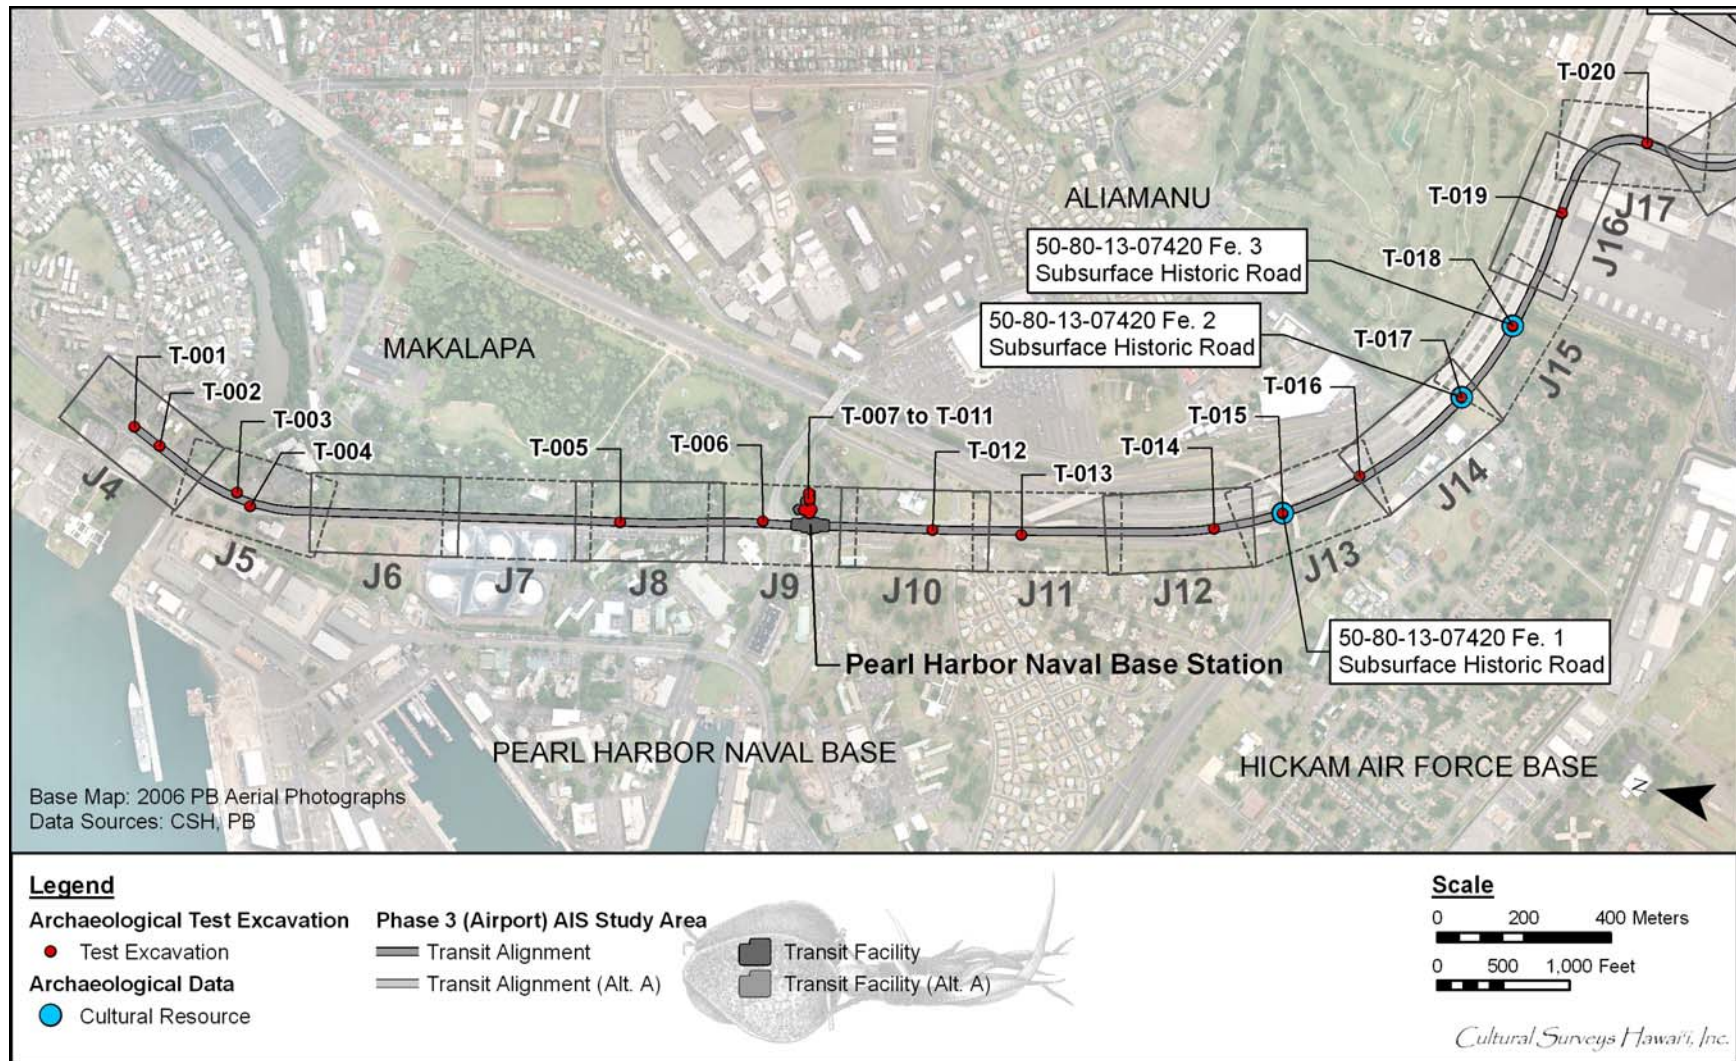 T-020
T-019
J17
J16
ALIAMANU
50-80-13-07420 Fe. 3
Subsurface Historic Road
T-018
50-80-13-07420 Fe. 2
Subsurface Historic Road
T-017
J15
MAKALAPA
T-001
T-002
T-003
T-004
T-005
T-006
T-007 to T-011
T-012
T-013
T-014
T-015
T-016
J4
J5
J6
J7
J8
J9
J10
J11
J12
J13
J14
50-80-13-07420 Fe. 1
Subsurface Historic Road
Pearl Harbor Naval Base Station
PEARL HARBOR NAVAL BASE
HICKAM AIR FORCE BASE
N
Base Map: 2006 PB Aerial Photographs
Data Sources: CSH, PB
Legend
Archaeological Test Excavation
Test Excavation
Archaeological Data
Cultural Resource
Phase 3 (Airport) AIS Study Area
Transit Alignment
Transit Alignment (Alt. A)
Transit Facility
Transit Facility (Alt. A)
Scale
0 200 400 Meters
0 500 1,000 Feet
Cultural Surveys Hawai'i, Inc.